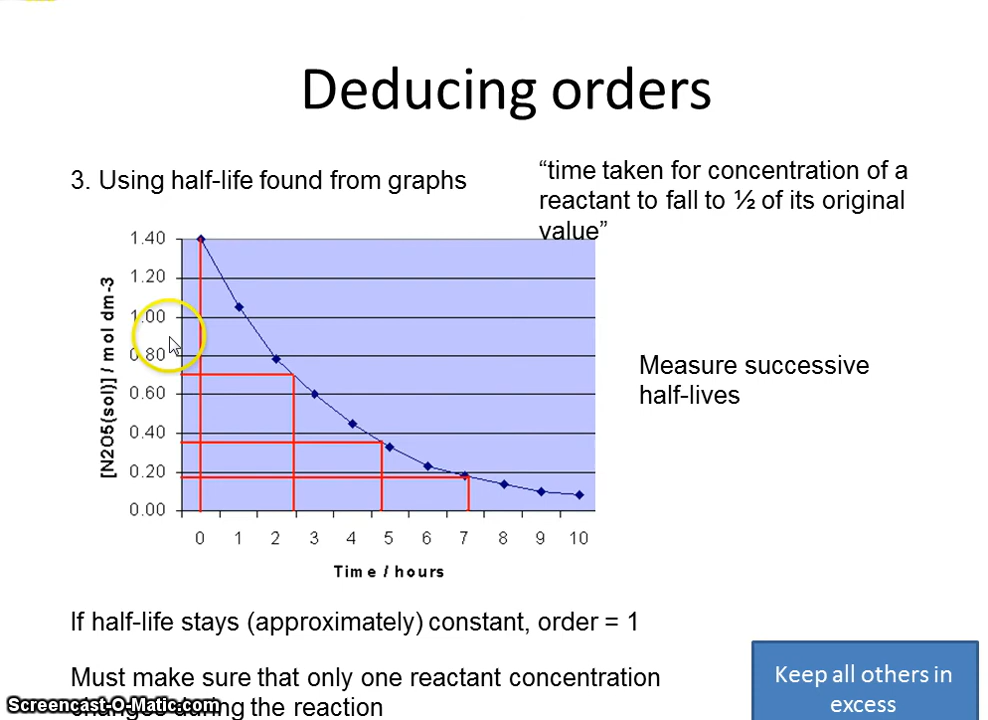 Deducing orders
3. Using half-life found from graphs
“time taken for concentration of a
reactant to fall to ½ of its original
value”
1.40
1.20
1.00
0.80
0.60
0.40
0.20
0.00
[N2O5(sol)] / mol dm-3
0 1 2 3 4 5 6 7 8 9 10
Time / hours
Measure successive
half-lives
If half-life stays (approximately) constant, order = 1
Must make sure that only one reactant concentration
changes during the reaction
Keep all others in
excess
Screencast-O-Matic.com